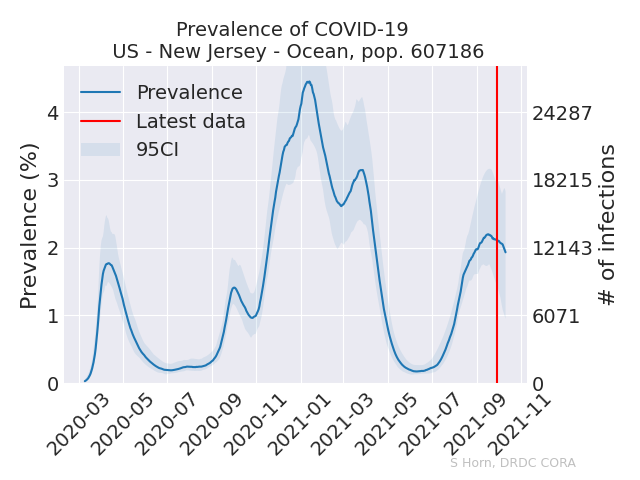 Prevalence of COVID-19
US - New Jersey - Ocean, pop. 607186
Prevalence
Latest data
95CI
Prevalence (%)
4
3
2
1
0
24287
18215
12143
6071
0
# of infections
2020-03
2020-05
2020-07
2020-09
2020-11
2021-01
2021-03
2021-05
2021-07
2021-09
2021-11
S Horn, DRDC CORA